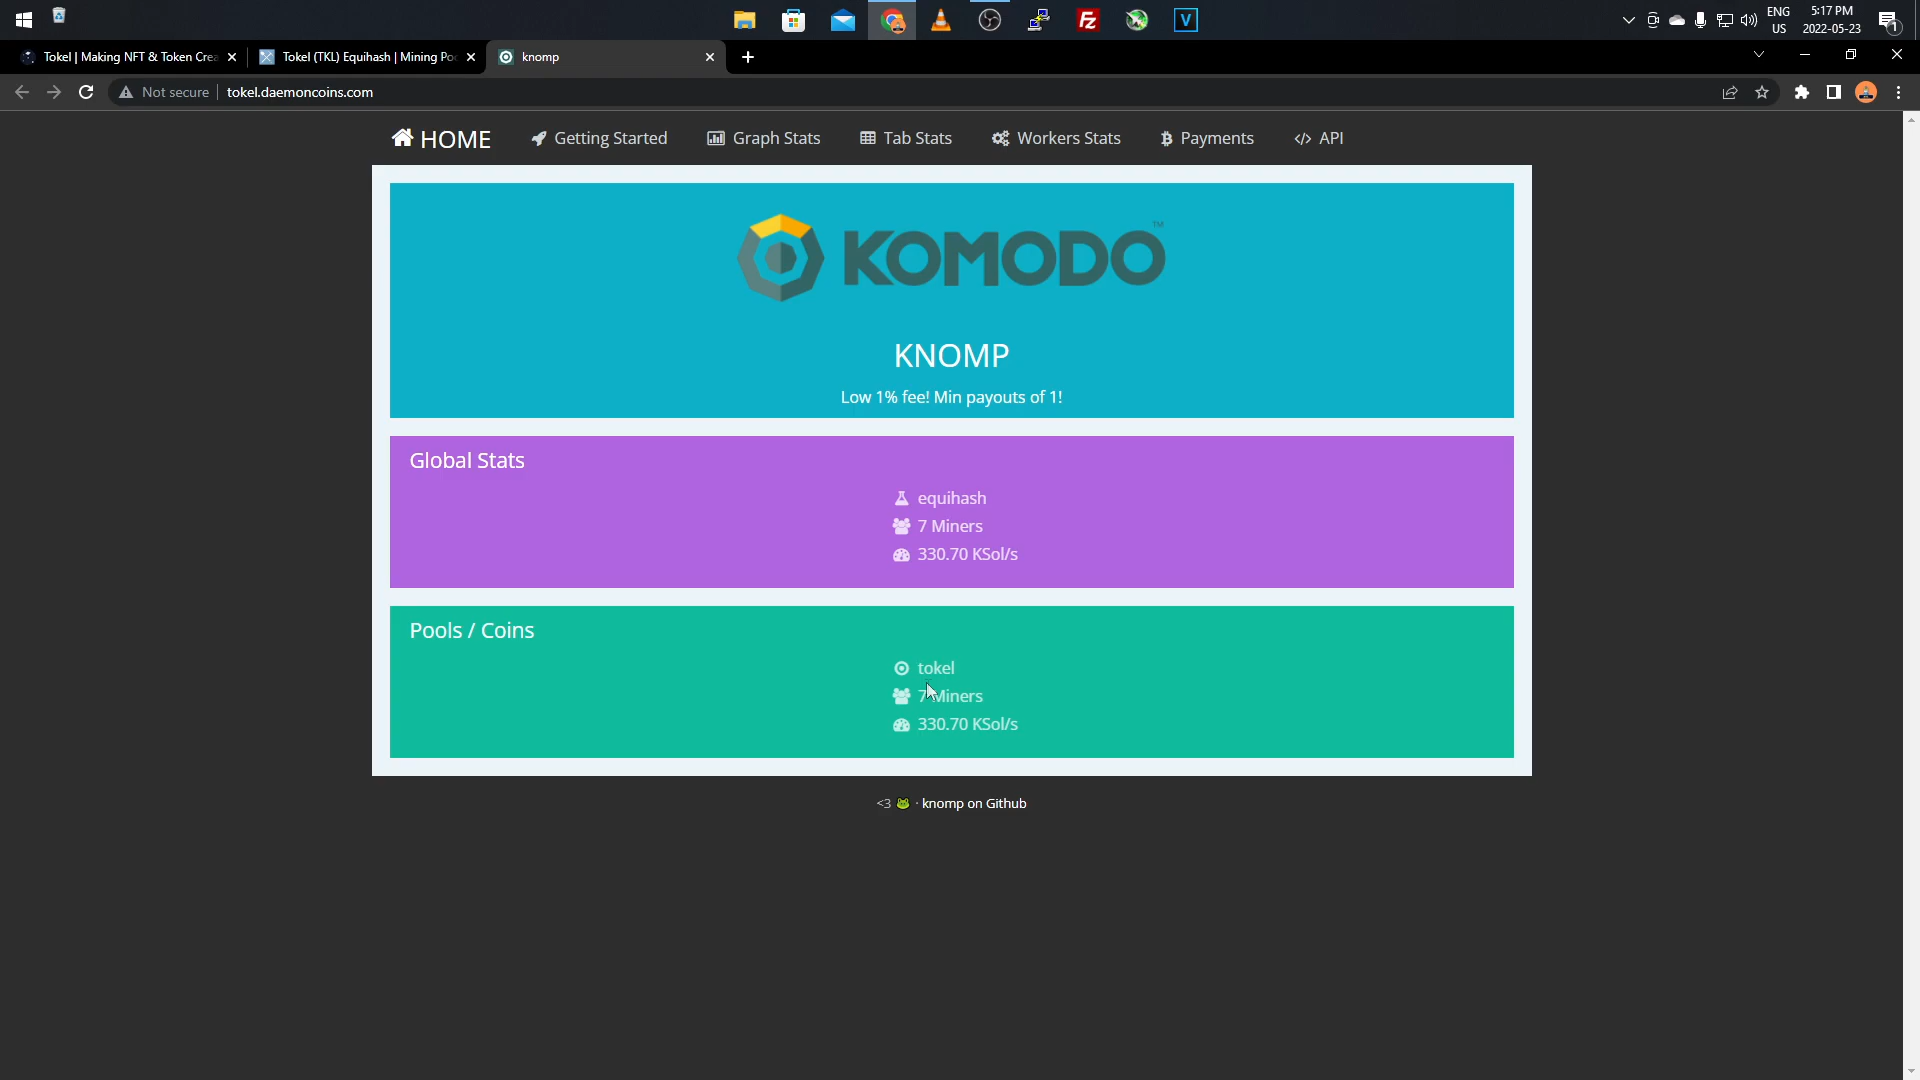 ENG
US
5:17 PM
2022-05-23
1
Tokel | Making NFT & Token Crea
Tokel (TKL) Equihash | Mining Po
knomp
Not secure
tokel.daemoncoins.com
HOME
Getting Started
Graph Stats
Tab Stats
Workers Stats
Payments
</> API
KOMODO™
KNOMP
Low 1% fee! Min payouts of 1!
Global Stats
equihash
7 Miners
330.70 KSol/s
Pools / Coins
tokel
7 Miners
330.70 KSol/s
<3 🐸 · knomp on Github